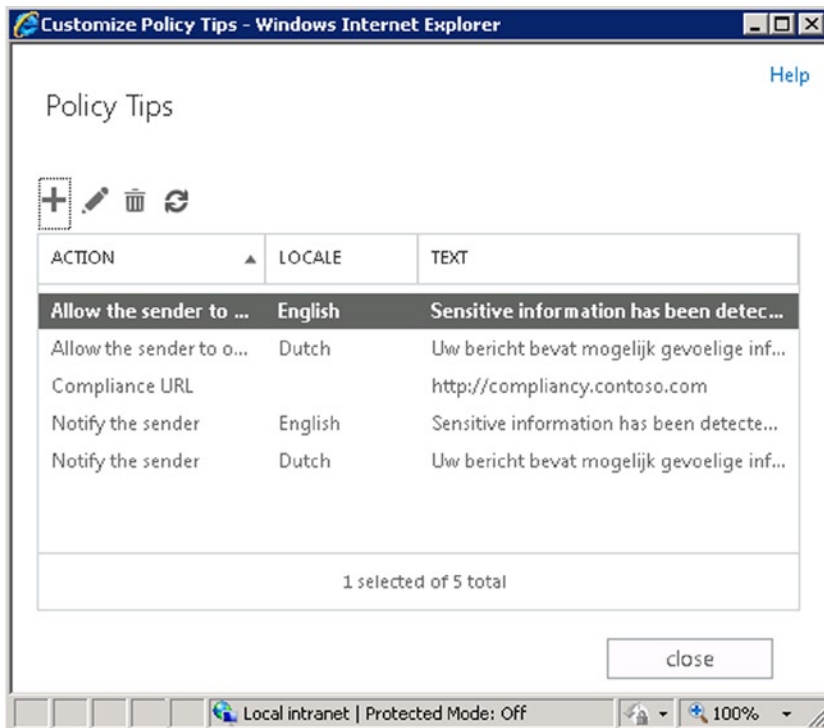 Customize Policy Tips - Windows Internet Explorer
Help
Policy Tips
ACTION LOCALE TEXT
Allow the sender to ... English Sensitive information has been detec...
Allow the sender to o... Dutch Uw bericht bevat mogelijk gevoelige inf...
Compliance URL http://compliancy.contoso.com
Notify the sender English Sensitive information has been detecte...
Notify the sender Dutch Uw bericht bevat mogelijk gevoelige inf...
1 selected of 5 total
close
Local intranet | Protected Mode: Off 100%